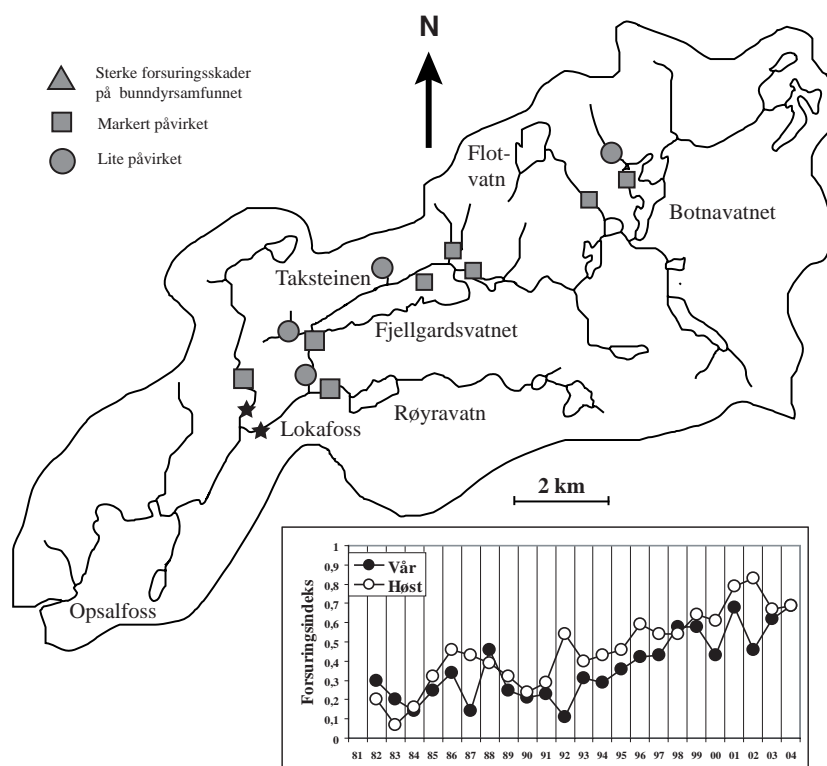 N
Sterke forsuringsskader
på bunndyrsamfunnet
Markert påvirket
Lite påvirket
Flot-
vatn
Botnavatnet
Taksteinen
Fjellgardsvatnet
Røyravatn
Lokafoss
2 km
Opsalfoss
Forsuringsindeks
1
0,9
0,8
0,7
0,6
0,5
0,4
0,3
0,2
0,1
0
Vår
Høst
81 82 83 84 85 86 87 88 89 90 91 92 93 94 95 96 97 98 99 00 01 02 03 04